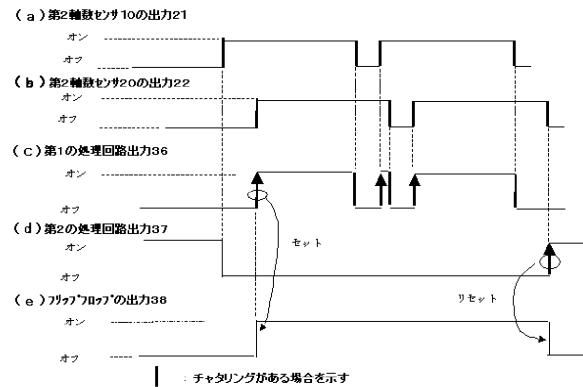 (a)第2軸数センサ10の出力21
オン
オフ
(b)第2軸数センサ20の出力22
オン
オフ
(c)第1の処理回路出力36
オン
オフ
(d)第2の処理回路出力37
オン
セット
オフ
リセット
(e)フリップフロップの出力38
オン
オフ
:チャタリングがある場合を示す